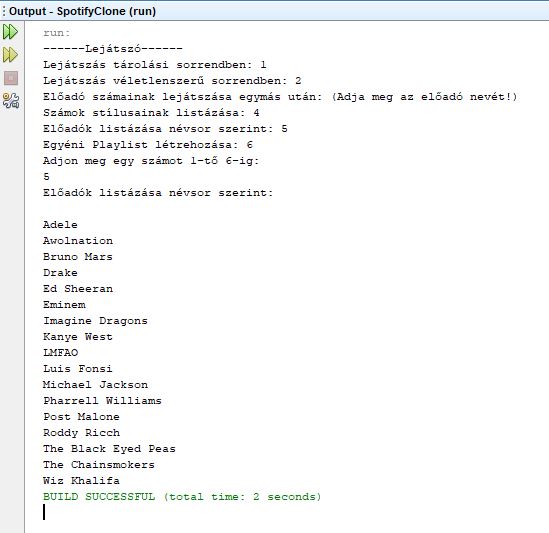 Output - SpotifyClone (run)
run:
------Lejátszó------
Lejátszás tárolási sorrendben: 1
Lejátszás véletlenszerű sorrendben: 2
Előadó számainak lejátszása egymás után: (Adja meg az előadó nevét!)
Számok stílusainak listázása: 4
Előadók listázása névsor szerint: 5
Egyéni Playlist létrehozása: 6
Adjon meg egy számot 1-tő 6-ig:
5
Előadók listázása névsor szerint:

Adele
Awolnation
Bruno Mars
Drake
Ed Sheeran
Eminem
Imagine Dragons
Kanye West
LMFAO
Luis Fonsi
Michael Jackson
Pharrell Williams
Post Malone
Roddy Ricch
The Black Eyed Peas
The Chainsmokers
Wiz Khalifa
BUILD SUCCESSFUL (total time: 2 seconds)